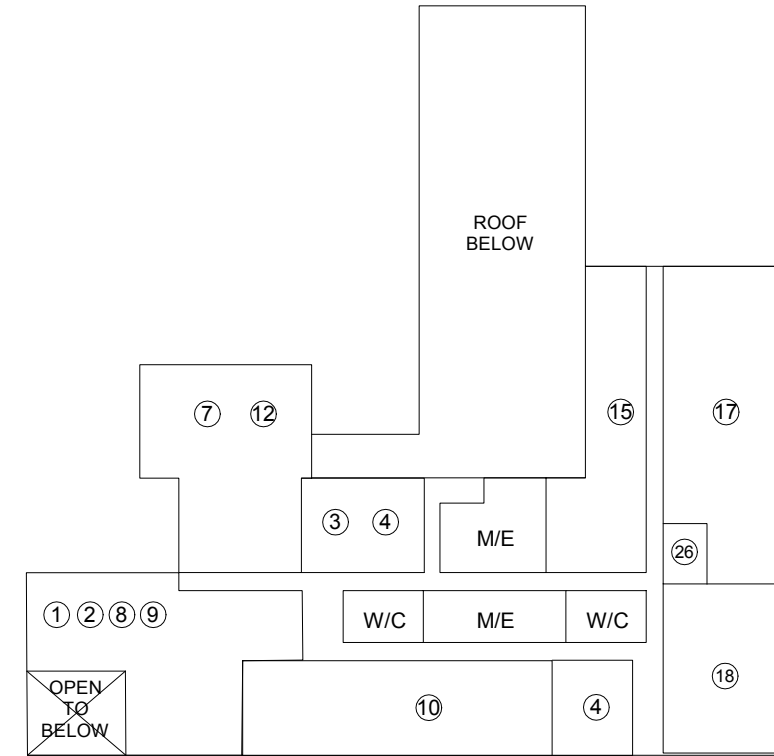 ROOF
BELOW
7 12 15 17
3 4 M/E 26
1 2 8 9 W/C M/E W/C
OPEN
TO
BELOW
10 4 18